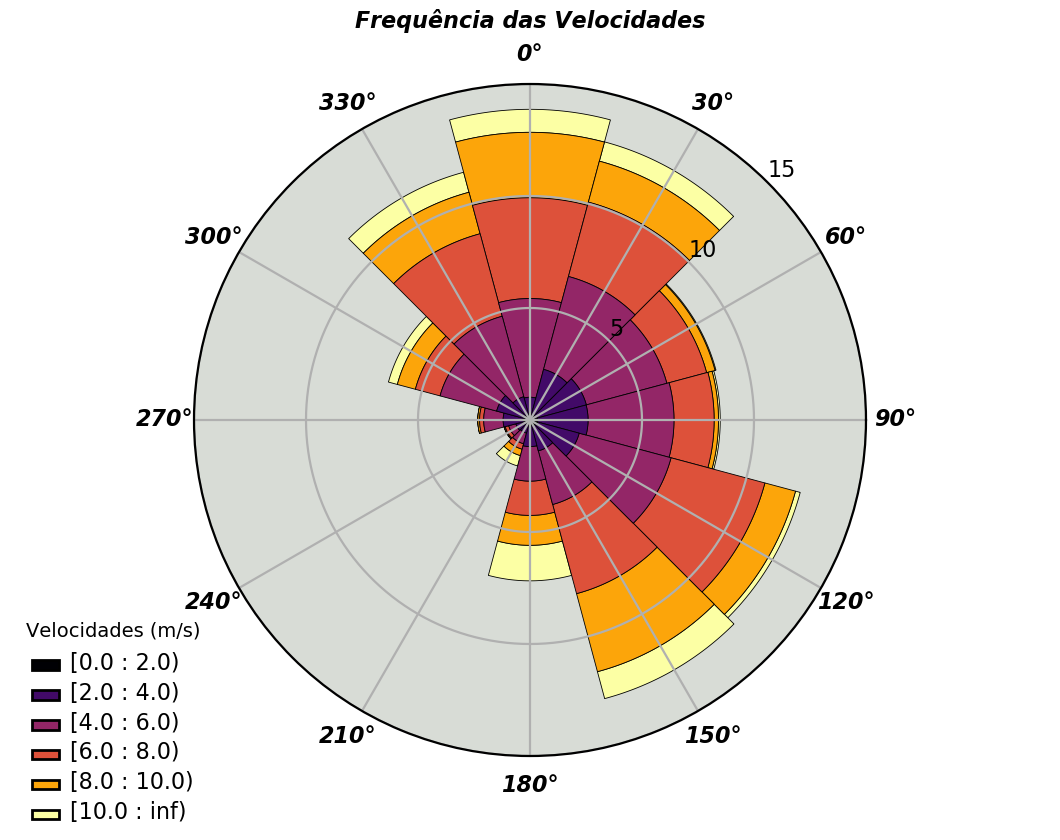 Frequência das Velocidades
0°
330°
30°
15
300°
60°
10
5
270°
90°
240°
120°
210°
150°
180°
Velocidades (m/s)
[0.0 : 2.0)
[2.0 : 4.0)
[4.0 : 6.0)
[6.0 : 8.0)
[8.0 : 10.0)
[10.0 : inf)